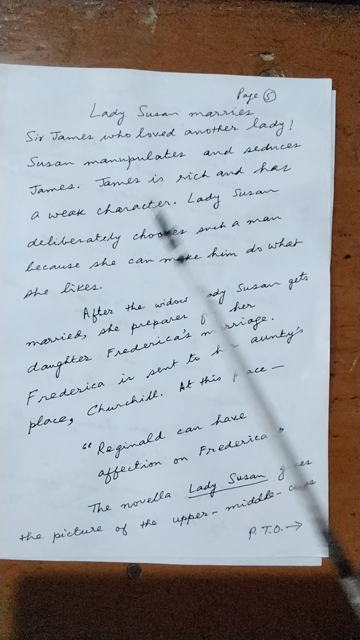 Page 5
Lady Susan marries
Sir James who loved another lady!
Susan manupulates and seduces
James. James is rich and has
a weak character. Lady Susan
deliberately chooses such a man
because she can make him do what
she likes.
After the widow Susan gets
married, she prepares her
daughter Frederica's marriage.
Frederica is sent to aunty's
place, Churchill. At this place —
"Reginald can have
affection on Frederica"
The novella Lady Susan gives
the picture of the upper-middle-class
P.T.O. →